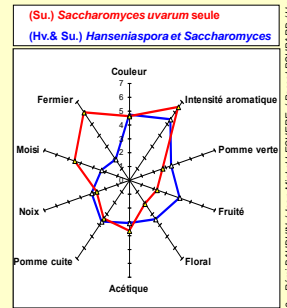 (Su.) Saccharomyces uvarum seule
(Hv.& Su.) Hanseniaspora et Saccharomyces
Couleur
7
6
5
4
3
2
1
0
Fermier
Intensité aromatique
Moisi
Pomme verte
Noix
Fruité
Pomme cuite
Floral
Acétique